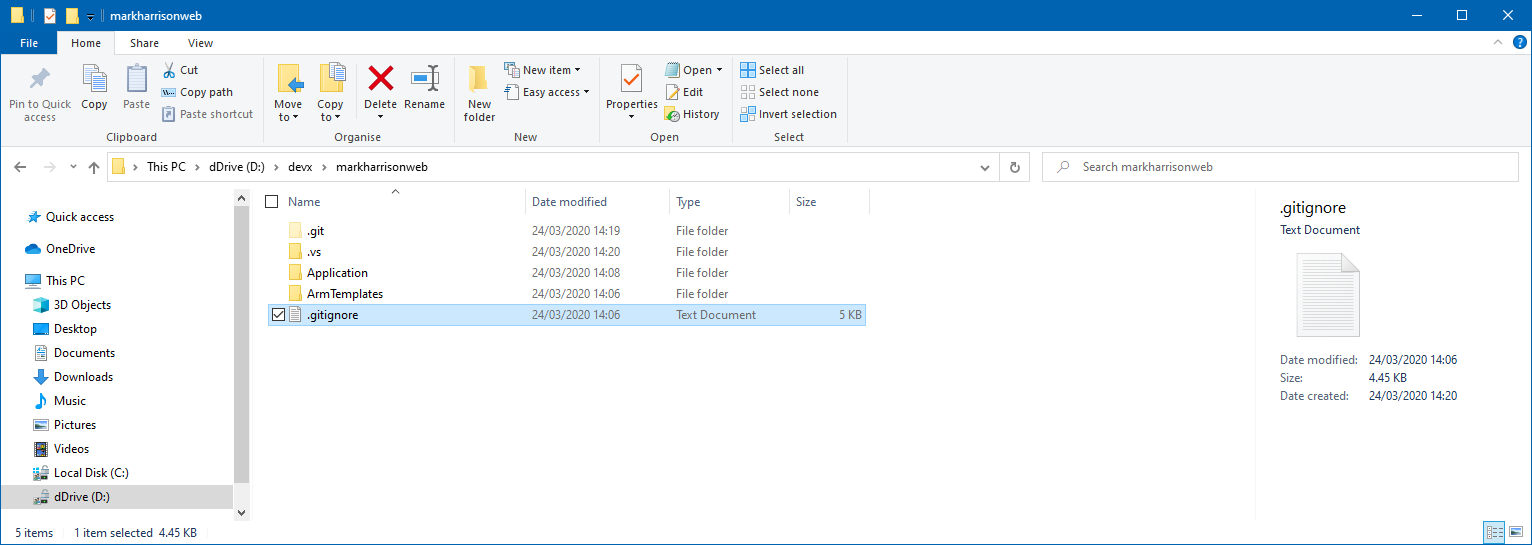 markharrisonweb
File Home Share View
Pin to Quick access
Copy
Paste
Cut
Copy path
Paste shortcut
Clipboard
Move to
Copy to
Delete
Rename
Organise
New folder
New item
Easy access
New
Properties
Open
Edit
History
Open
Select all
Select none
Invert selection
Select
This PC > dDrive (D:) > devx > markharrisonweb
Search markharrisonweb
Quick access
OneDrive
This PC
3D Objects
Desktop
Documents
Downloads
Music
Pictures
Videos
Local Disk (C:)
dDrive (D:)
Name Date modified Type Size
.git 24/03/2020 14:19 File folder
.vs 24/03/2020 14:20 File folder
Application 24/03/2020 14:08 File folder
ArmTemplates 24/03/2020 14:06 File folder
.gitignore 24/03/2020 14:06 Text Document 5 KB
.gitignore
Text Document
Date modified: 24/03/2020 14:06
Size: 4.45 KB
Date created: 24/03/2020 14:20
5 items 1 item selected 4.45 KB